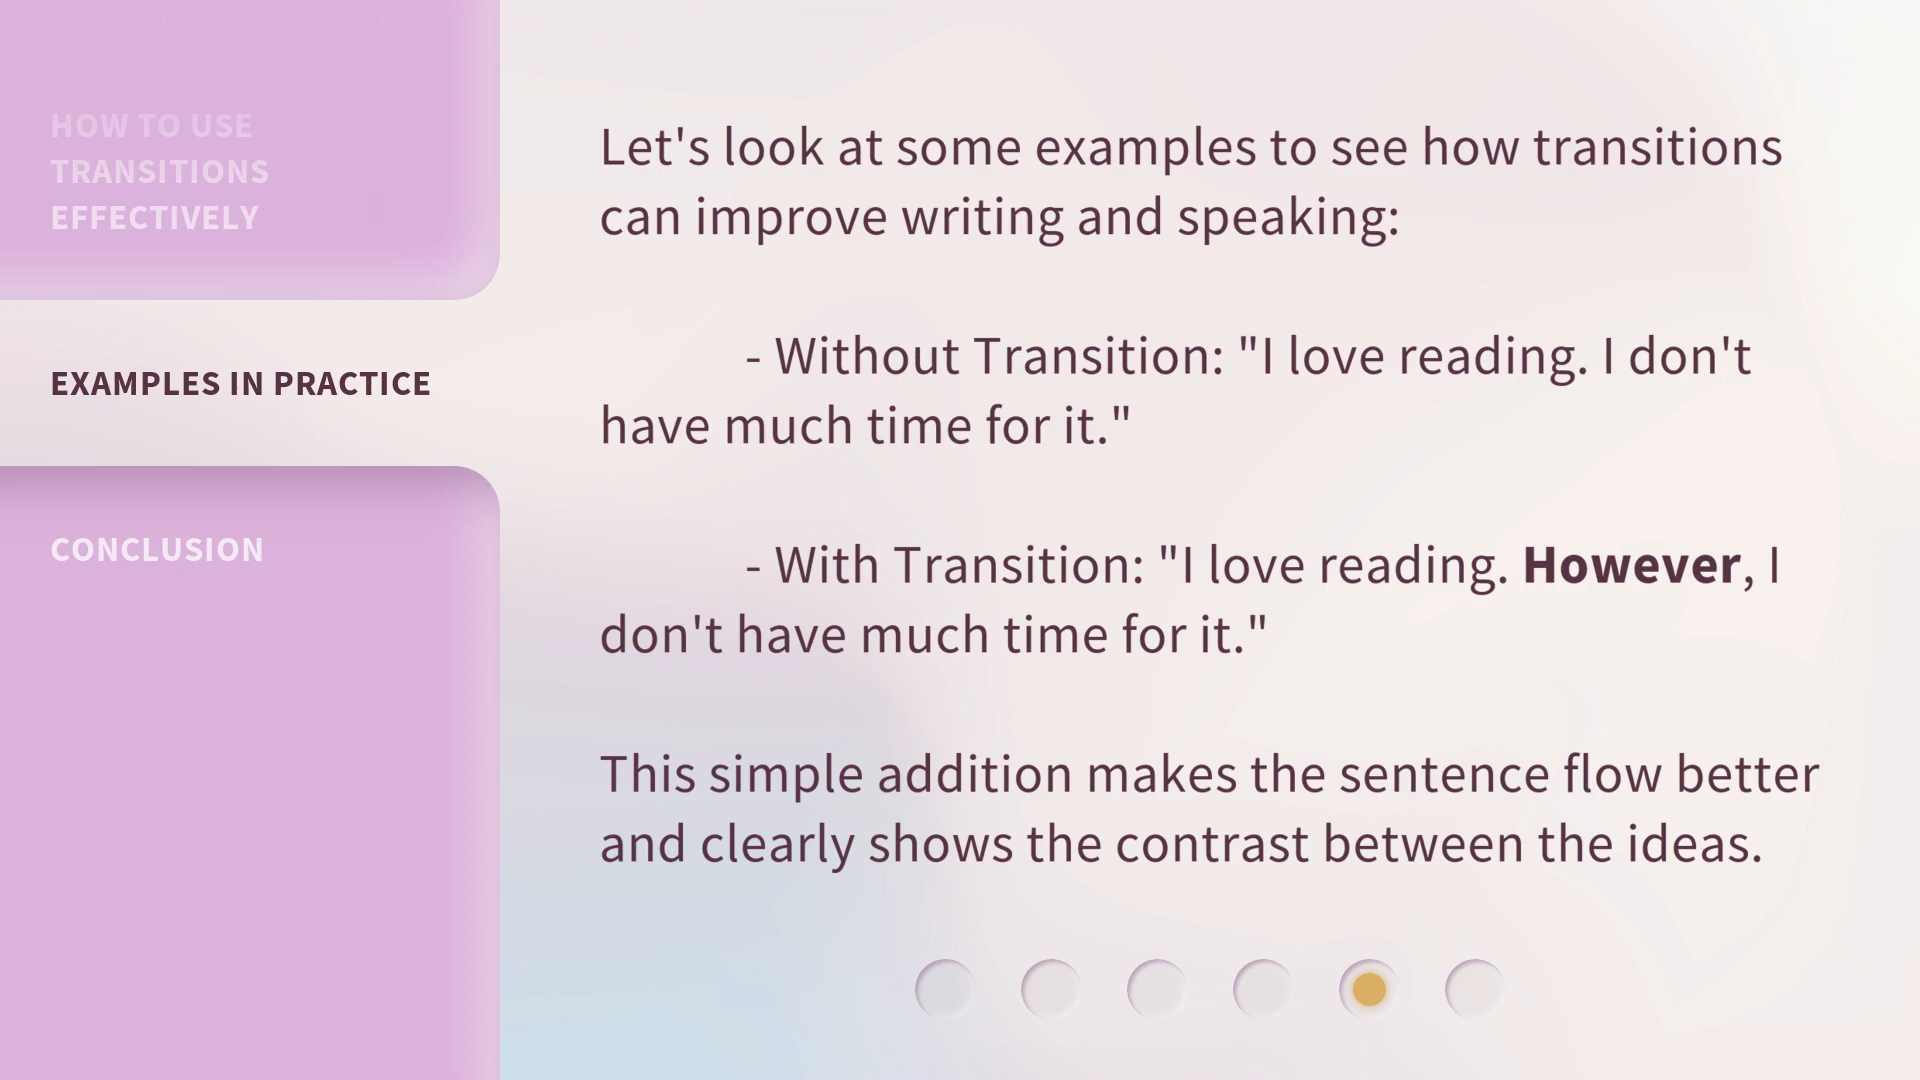 HOW TO USE
TRANSITIONS
EFFECTIVELY
EXAMPLES IN PRACTICE
CONCLUSION
Let's look at some examples to see how transitions
can improve writing and speaking:
- Without Transition: "I love reading. I don't
have much time for it."
- With Transition: "I love reading. However, I
don't have much time for it."
This simple addition makes the sentence flow better
and clearly shows the contrast between the ideas.